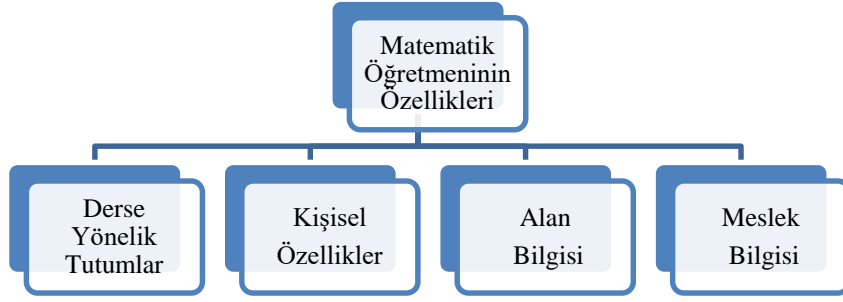 Matematik
Öğretmeninin
Özellikleri
Derse
Yönelik
Tutumlar
Kişisel
Özellikler
Alan
Bilgisi
Meslek
Bilgisi